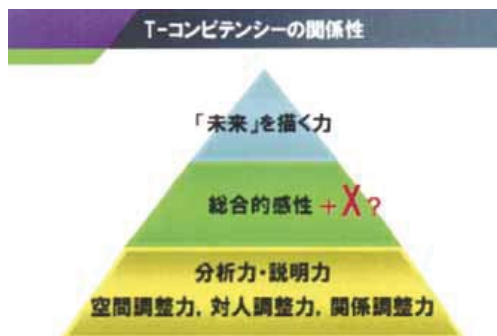 T-コンピテンシーの関係性
「未来」を描く力
総合的感性 +X?
分析力・説明力
空間調整力，対人調整力，関係調整力